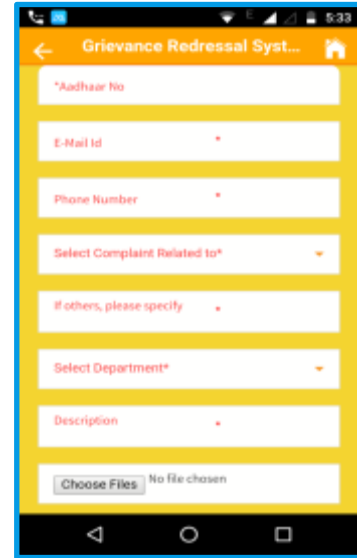 E 5:33
Grievance Redressal Syst...
*Aadhaar No
E-Mail Id *
Phone Number *
Select Complaint Related to*
If others, please specify *
Select Department*
Description *
Choose Files No file chosen